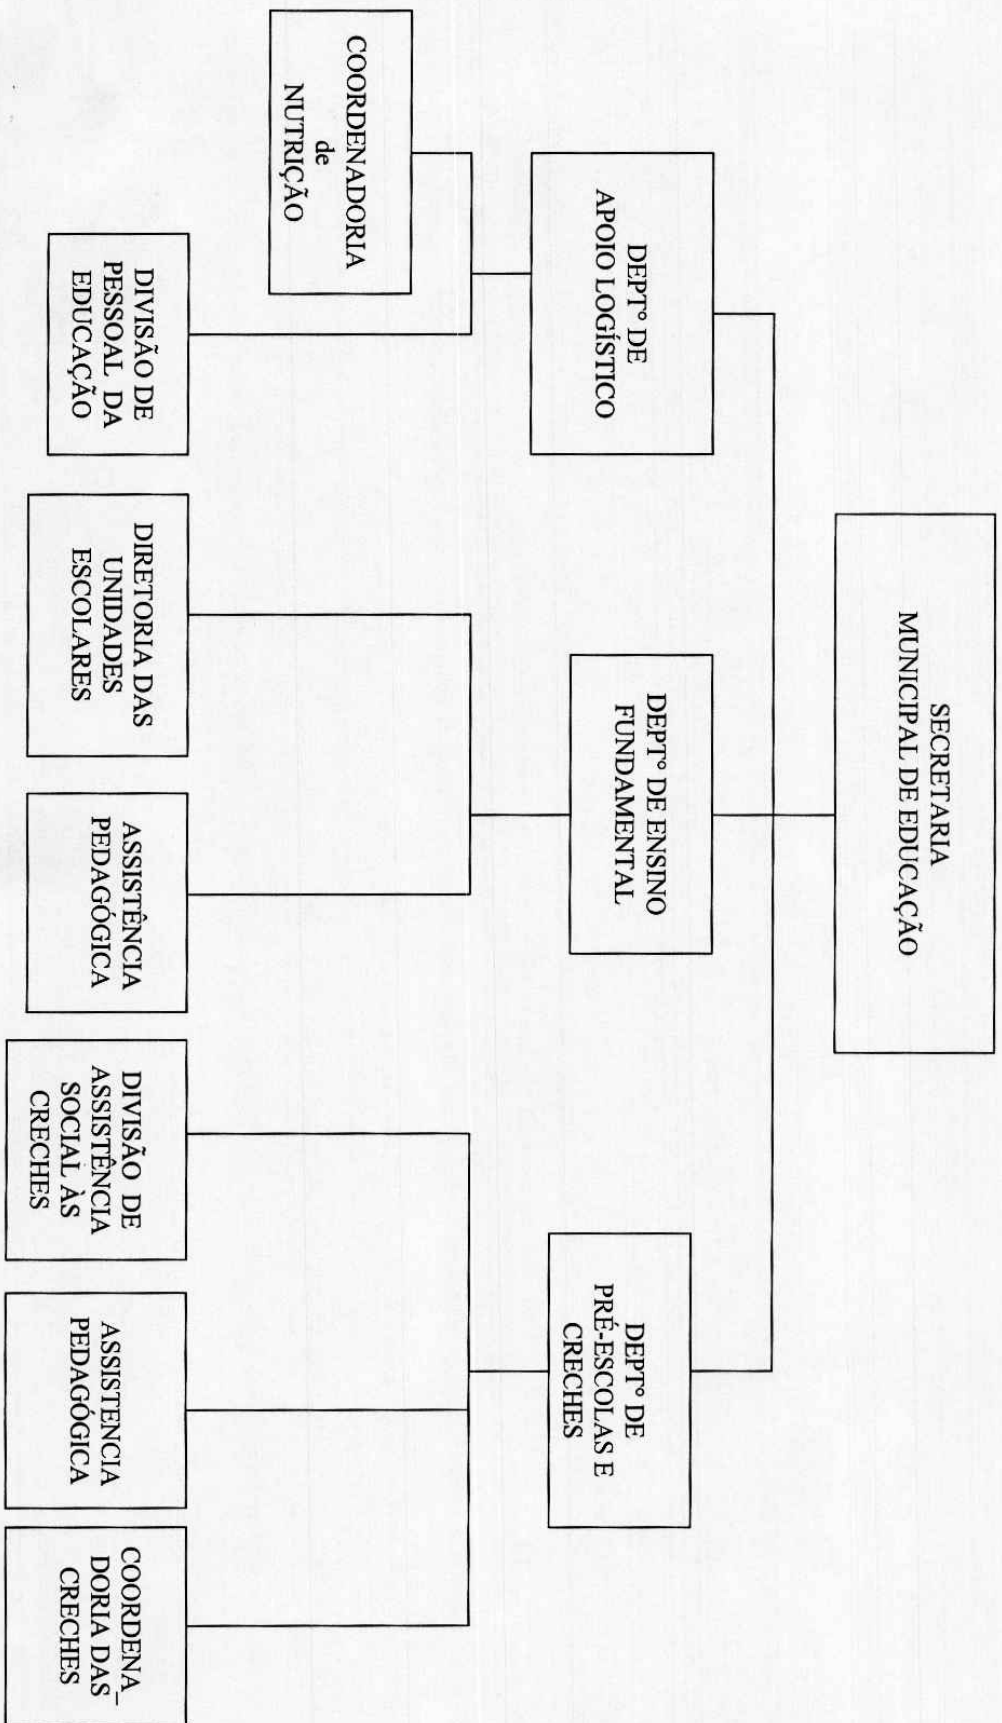 SECRETARIA
MUNICIPAL DE EDUCAÇÃO
DEPTº DE
APOIO LOGÍSTICO
DEPTº DE ENSINO
FUNDAMENTAL
DEPTº DE
PRÉ-ESCOLAS E
CRECHES
COORDENADORIA
de
NUTRIÇÃO
DIVISÃO DE
PESSOAL DA
EDUCAÇÃO
DIRETORIA DAS
UNIDADES
ESCOLARES
ASSISTÊNCIA
PEDAGÓGICA
DIVISÃO DE
ASSISTÊNCIA
SOCIAL ÀS
CRECHES
ASSISTENCIA
PEDAGÓGICA
COORDENA_
DORIA DAS
CRECHES